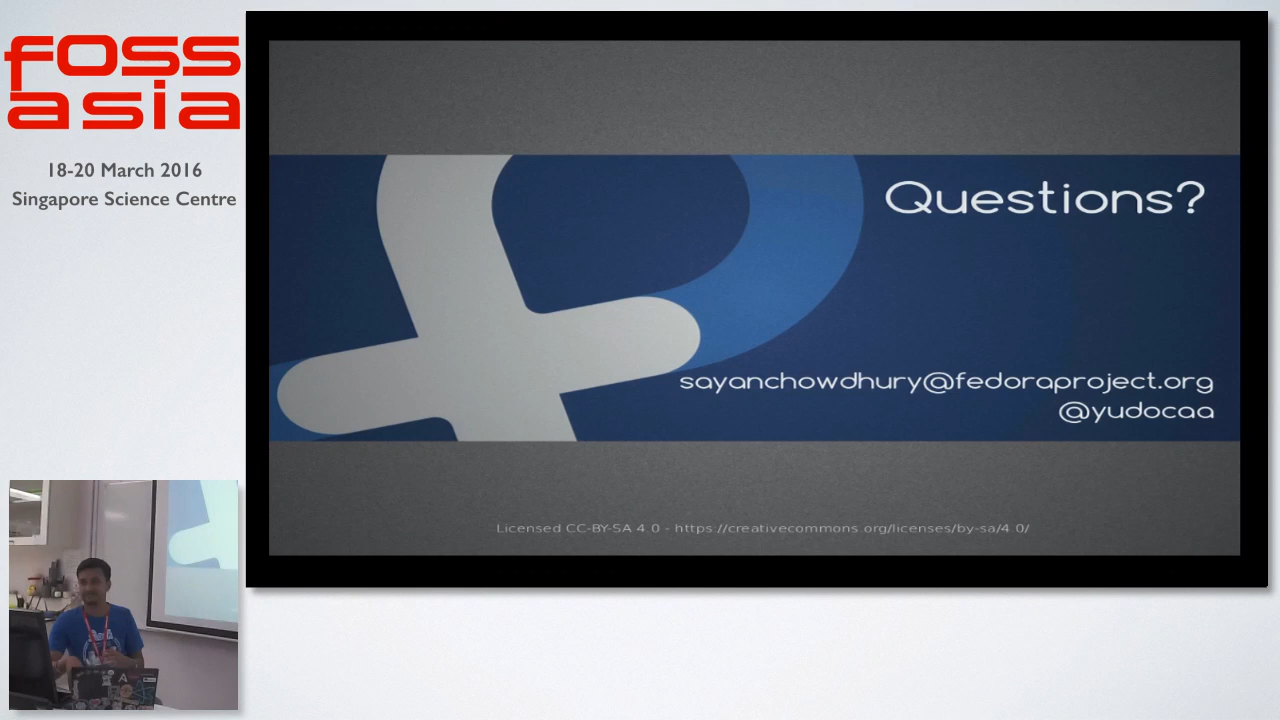 foss
asia
18-20 March 2016
Singapore Science Centre
Questions?
sayanchowdhury@fedoraproject.org
@yudocaa
Licensed CC-BY-SA 4.0 - https://creativecommons.org/licenses/by-sa/4.0/